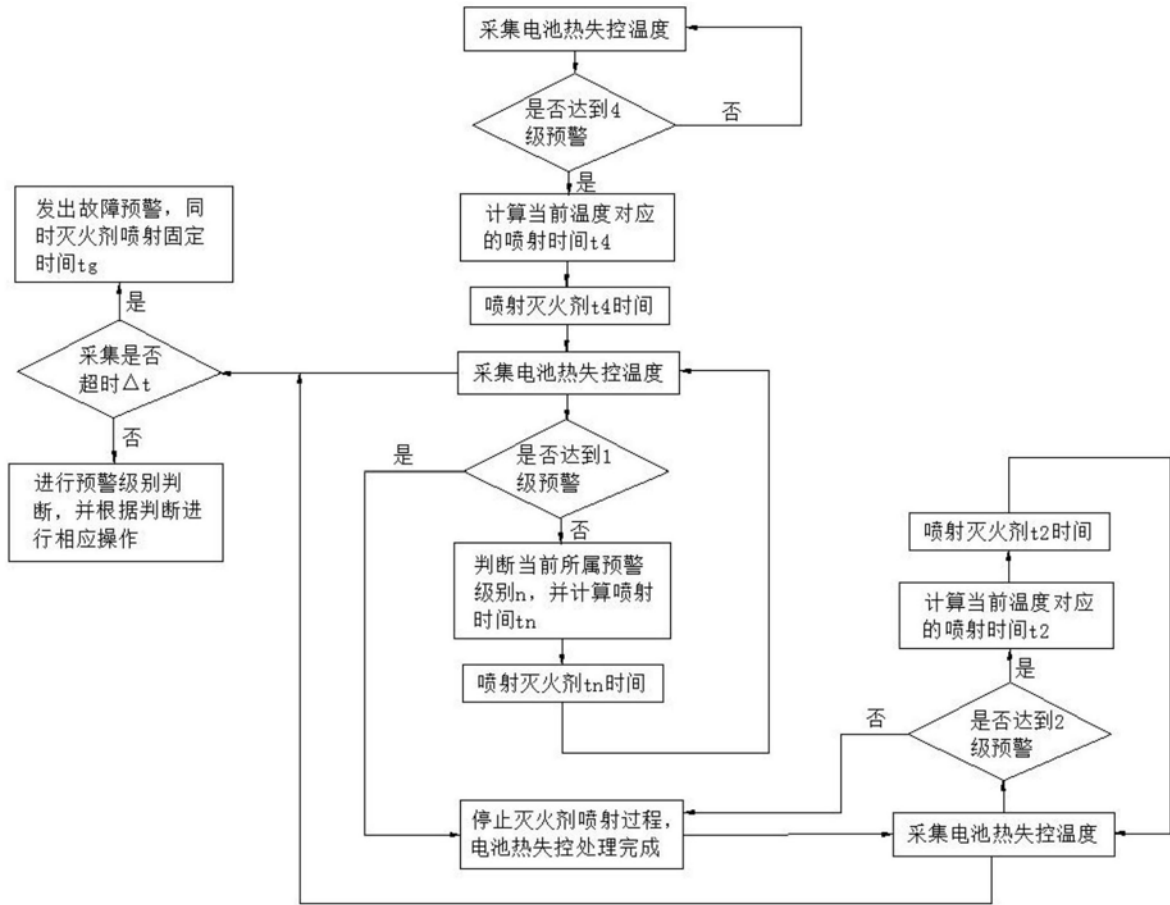 采集电池热失控温度
是否达到4
级预警
否
是
计算当前温度对应
的喷射时间t4
喷射灭火剂t4时间
采集电池热失控温度
发出故障预警，同
时灭火剂喷射固定
时间tg
是
采集是否
超时△t
否
进行预警级别判
断，并根据判断进
行相应操作
是
是否达到1
级预警
否
判断当前所属预警
级别n，并计算喷射
时间tn
喷射灭火剂tn时间
停止灭火剂喷射过程，
电池热失控处理完成
喷射灭火剂t2时间
计算当前温度对应
的喷射时间t2
是
否
是否达到2
级预警
采集电池热失控温度